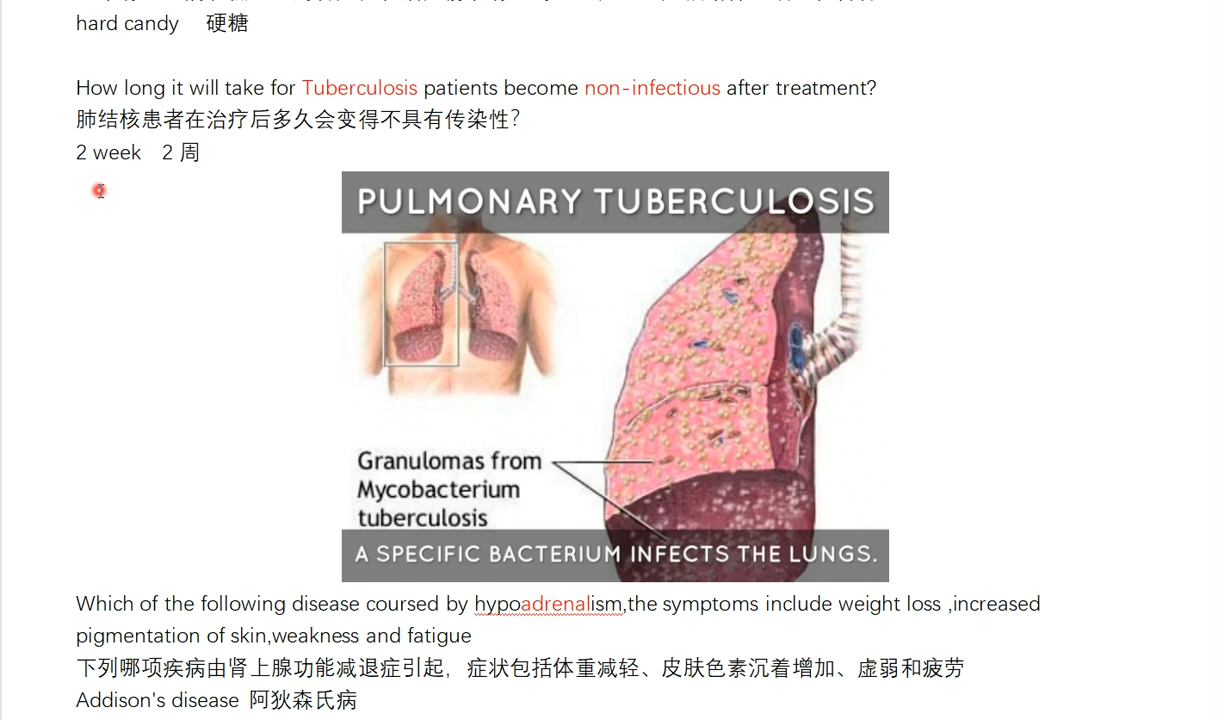 hard candy 硬糖
How long it will take for Tuberculosis patients become non-infectious after treatment?
肺结核患者在治疗后多久会变得不具有传染性?
2 week 2 周
PULMONARY TUBERCULOSIS
Granulomas from
Mycobacterium
tuberculosis
A SPECIFIC BACTERIUM INFECTS THE LUNGS.
Which of the following disease coursed by hypoadrenalism,the symptoms include weight loss ,increased
pigmentation of skin,weakness and fatigue
下列哪项疾病由肾上腺功能减退症引起，症状包括体重减轻、皮肤色素沉着增加、虚弱和疲劳
Addison's disease 阿狄森氏病